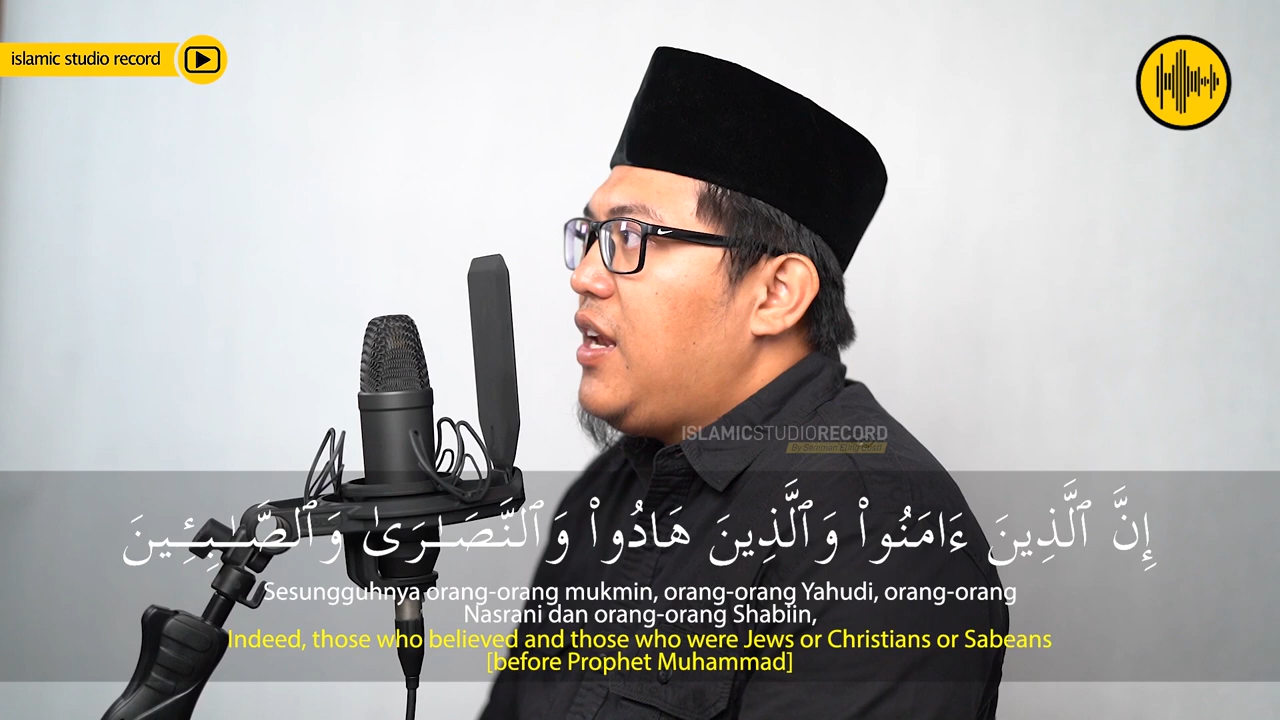 islamic studio record
ISLAMICSTUDIORECORD
إِنَّ ٱلَّذِينَ ءَامَنُوا۟ وَٱلَّذِينَ هَادُوا۟ وَٱلنَّصَـٰرَىٰ وَٱلصَّـٰبِـِٔينَ
Sesungguhnya orang-orang mukmin, orang-orang Yahudi, orang-orang
Nasrani dan orang-orang Shabiin,
Indeed, those who believed and those who were Jews or Christians or Sabeans
[before Prophet Muhammad]